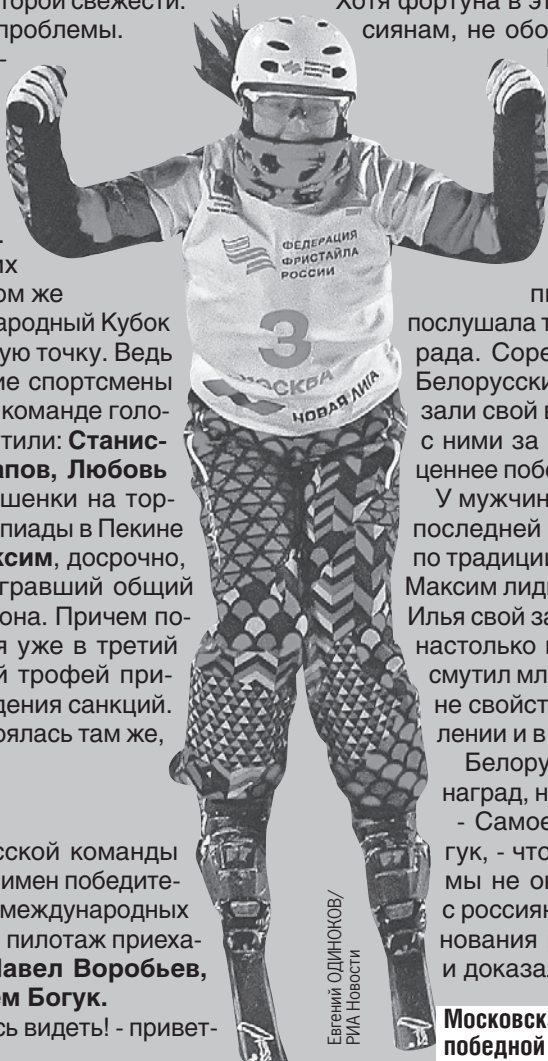 торой свежести.
проблемы.
-
их
ом же
ародный Кубок
ую точку. Ведь
ие спортсмены
команде голо-
тили: Станис-
апов, Любовь
шенки на тор-
пиады в Пекине
ксим, досрочно,
гравший общий
она. Причем по-
я уже в третий
й трофей при-
дения санкций.
оялась там же,
сской команды
имен победите-
международных
пилотаж приеха-
Павел Воробьев,
ем Богук.
сь видеть! - привет-
ФЕДЕРАЦИЯ
ФРИСТАЙЛА
РОССИИ
3
МОСКВА
НОВАЯ ЛИГА
Хотя фортуна в эт
сиянам, не обо
послушала т
рада. Соре
Белорусски
зали свой в
с ними за
ценнее побе
У мужчин
последней
по традици
Максим лид
Илья свой за
настолько
смутил мл
не свойст
лении и в
Белору
наград, н
- Самое
гук, - что
мы не о
с россиян
нования
и доказал
Евгений ОДИНОКОВ/
РИА Новости
Московска
победной